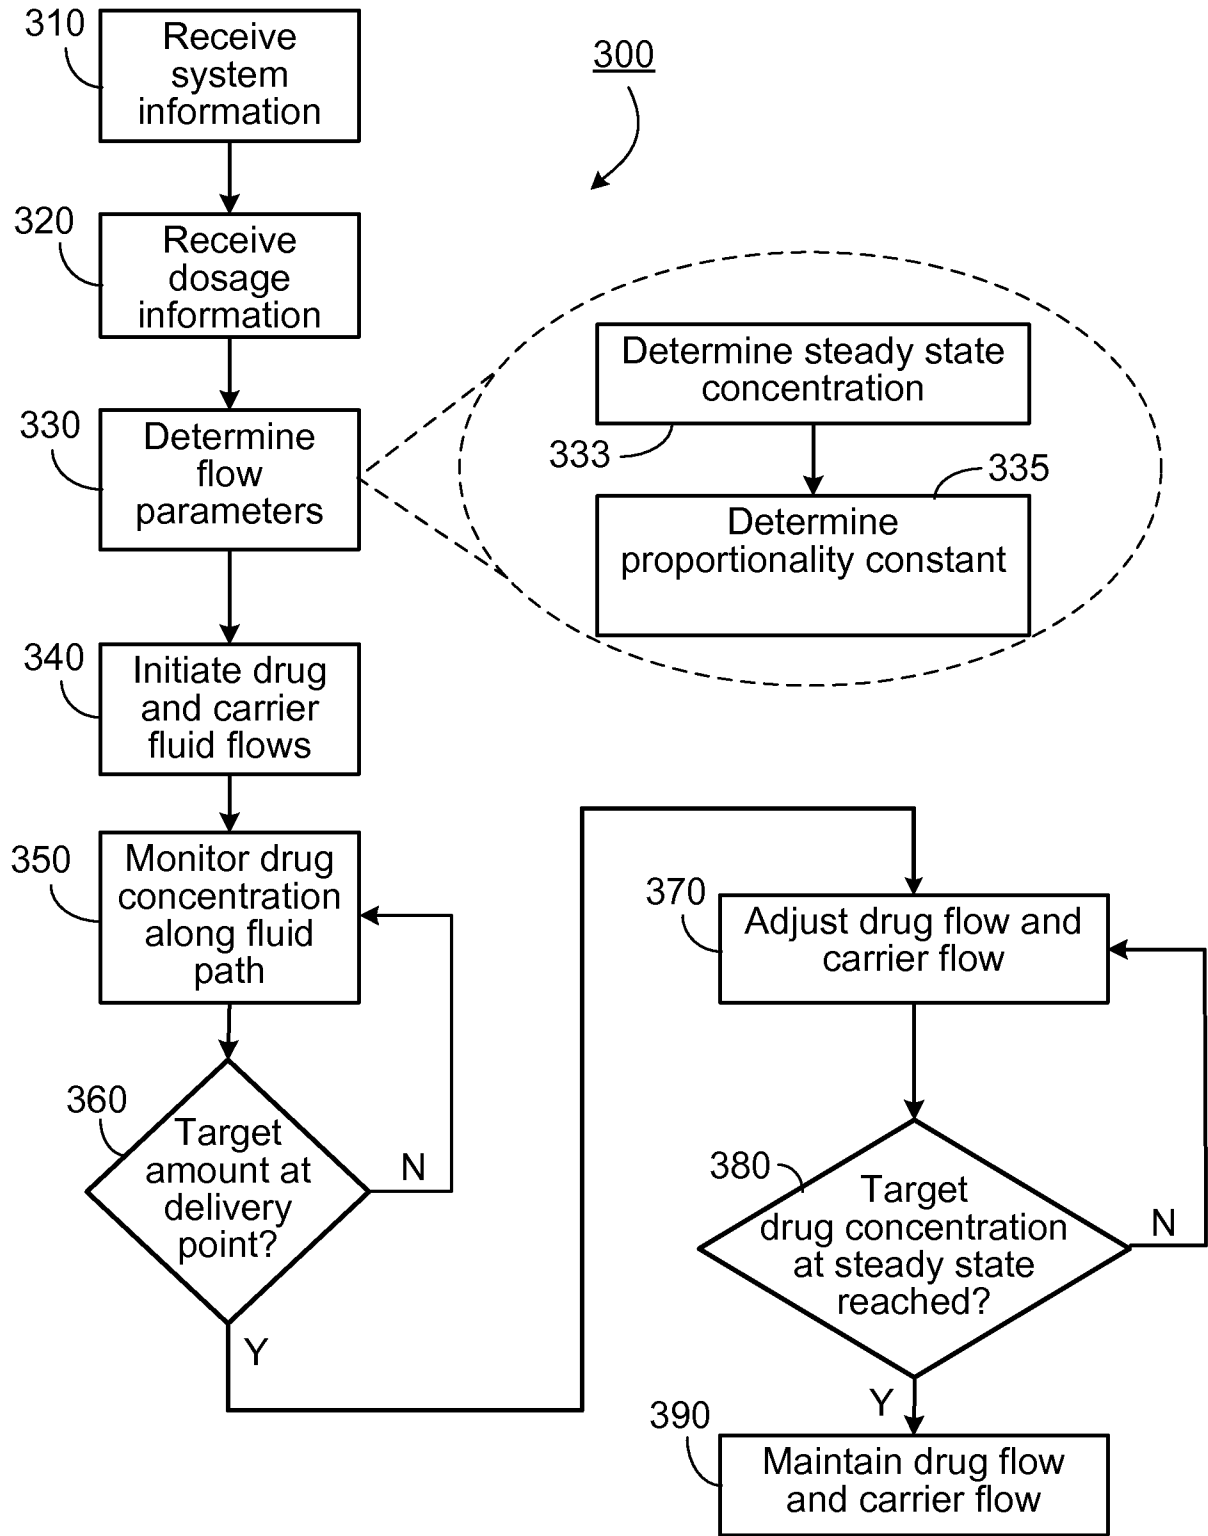 310
Receive
system
information
300
320
Receive
dosage
information
330
Determine
flow
parameters
Determine steady state
concentration
333
335
Determine
proportionality constant
340
Initiate drug
and carrier
fluid flows
350
Monitor drug
concentration
along fluid
path
360
Target
amount at
delivery
point?
N
Y
370
Adjust drug flow and
carrier flow
380
Target
drug concentration
at steady state
reached?
N
Y
390
Maintain drug flow
and carrier flow